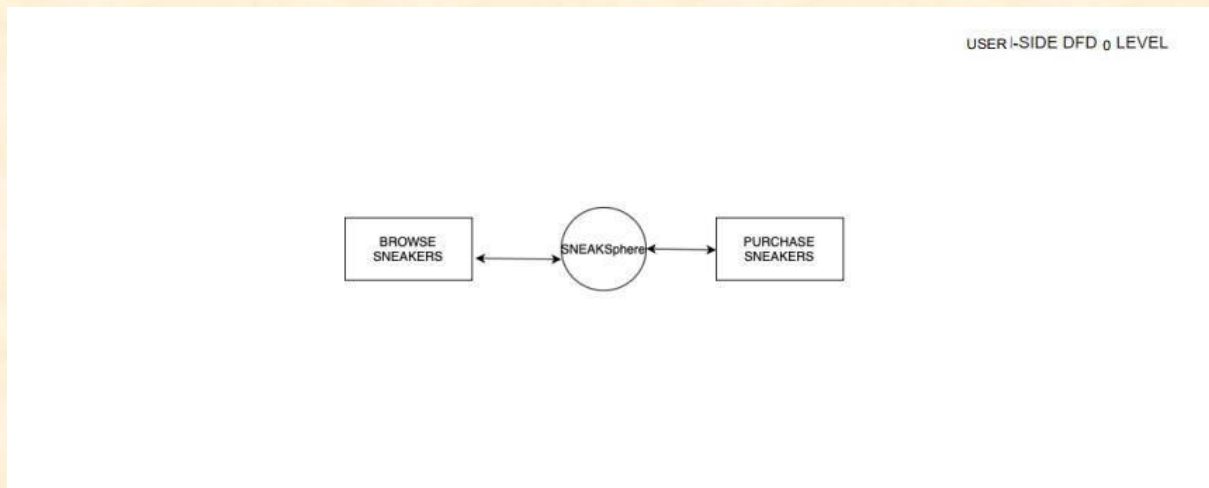 USER -SIDE DFD 0 LEVEL
BROWSE
SNEAKERS
SNEAKSphere
PURCHASE
SNEAKERS